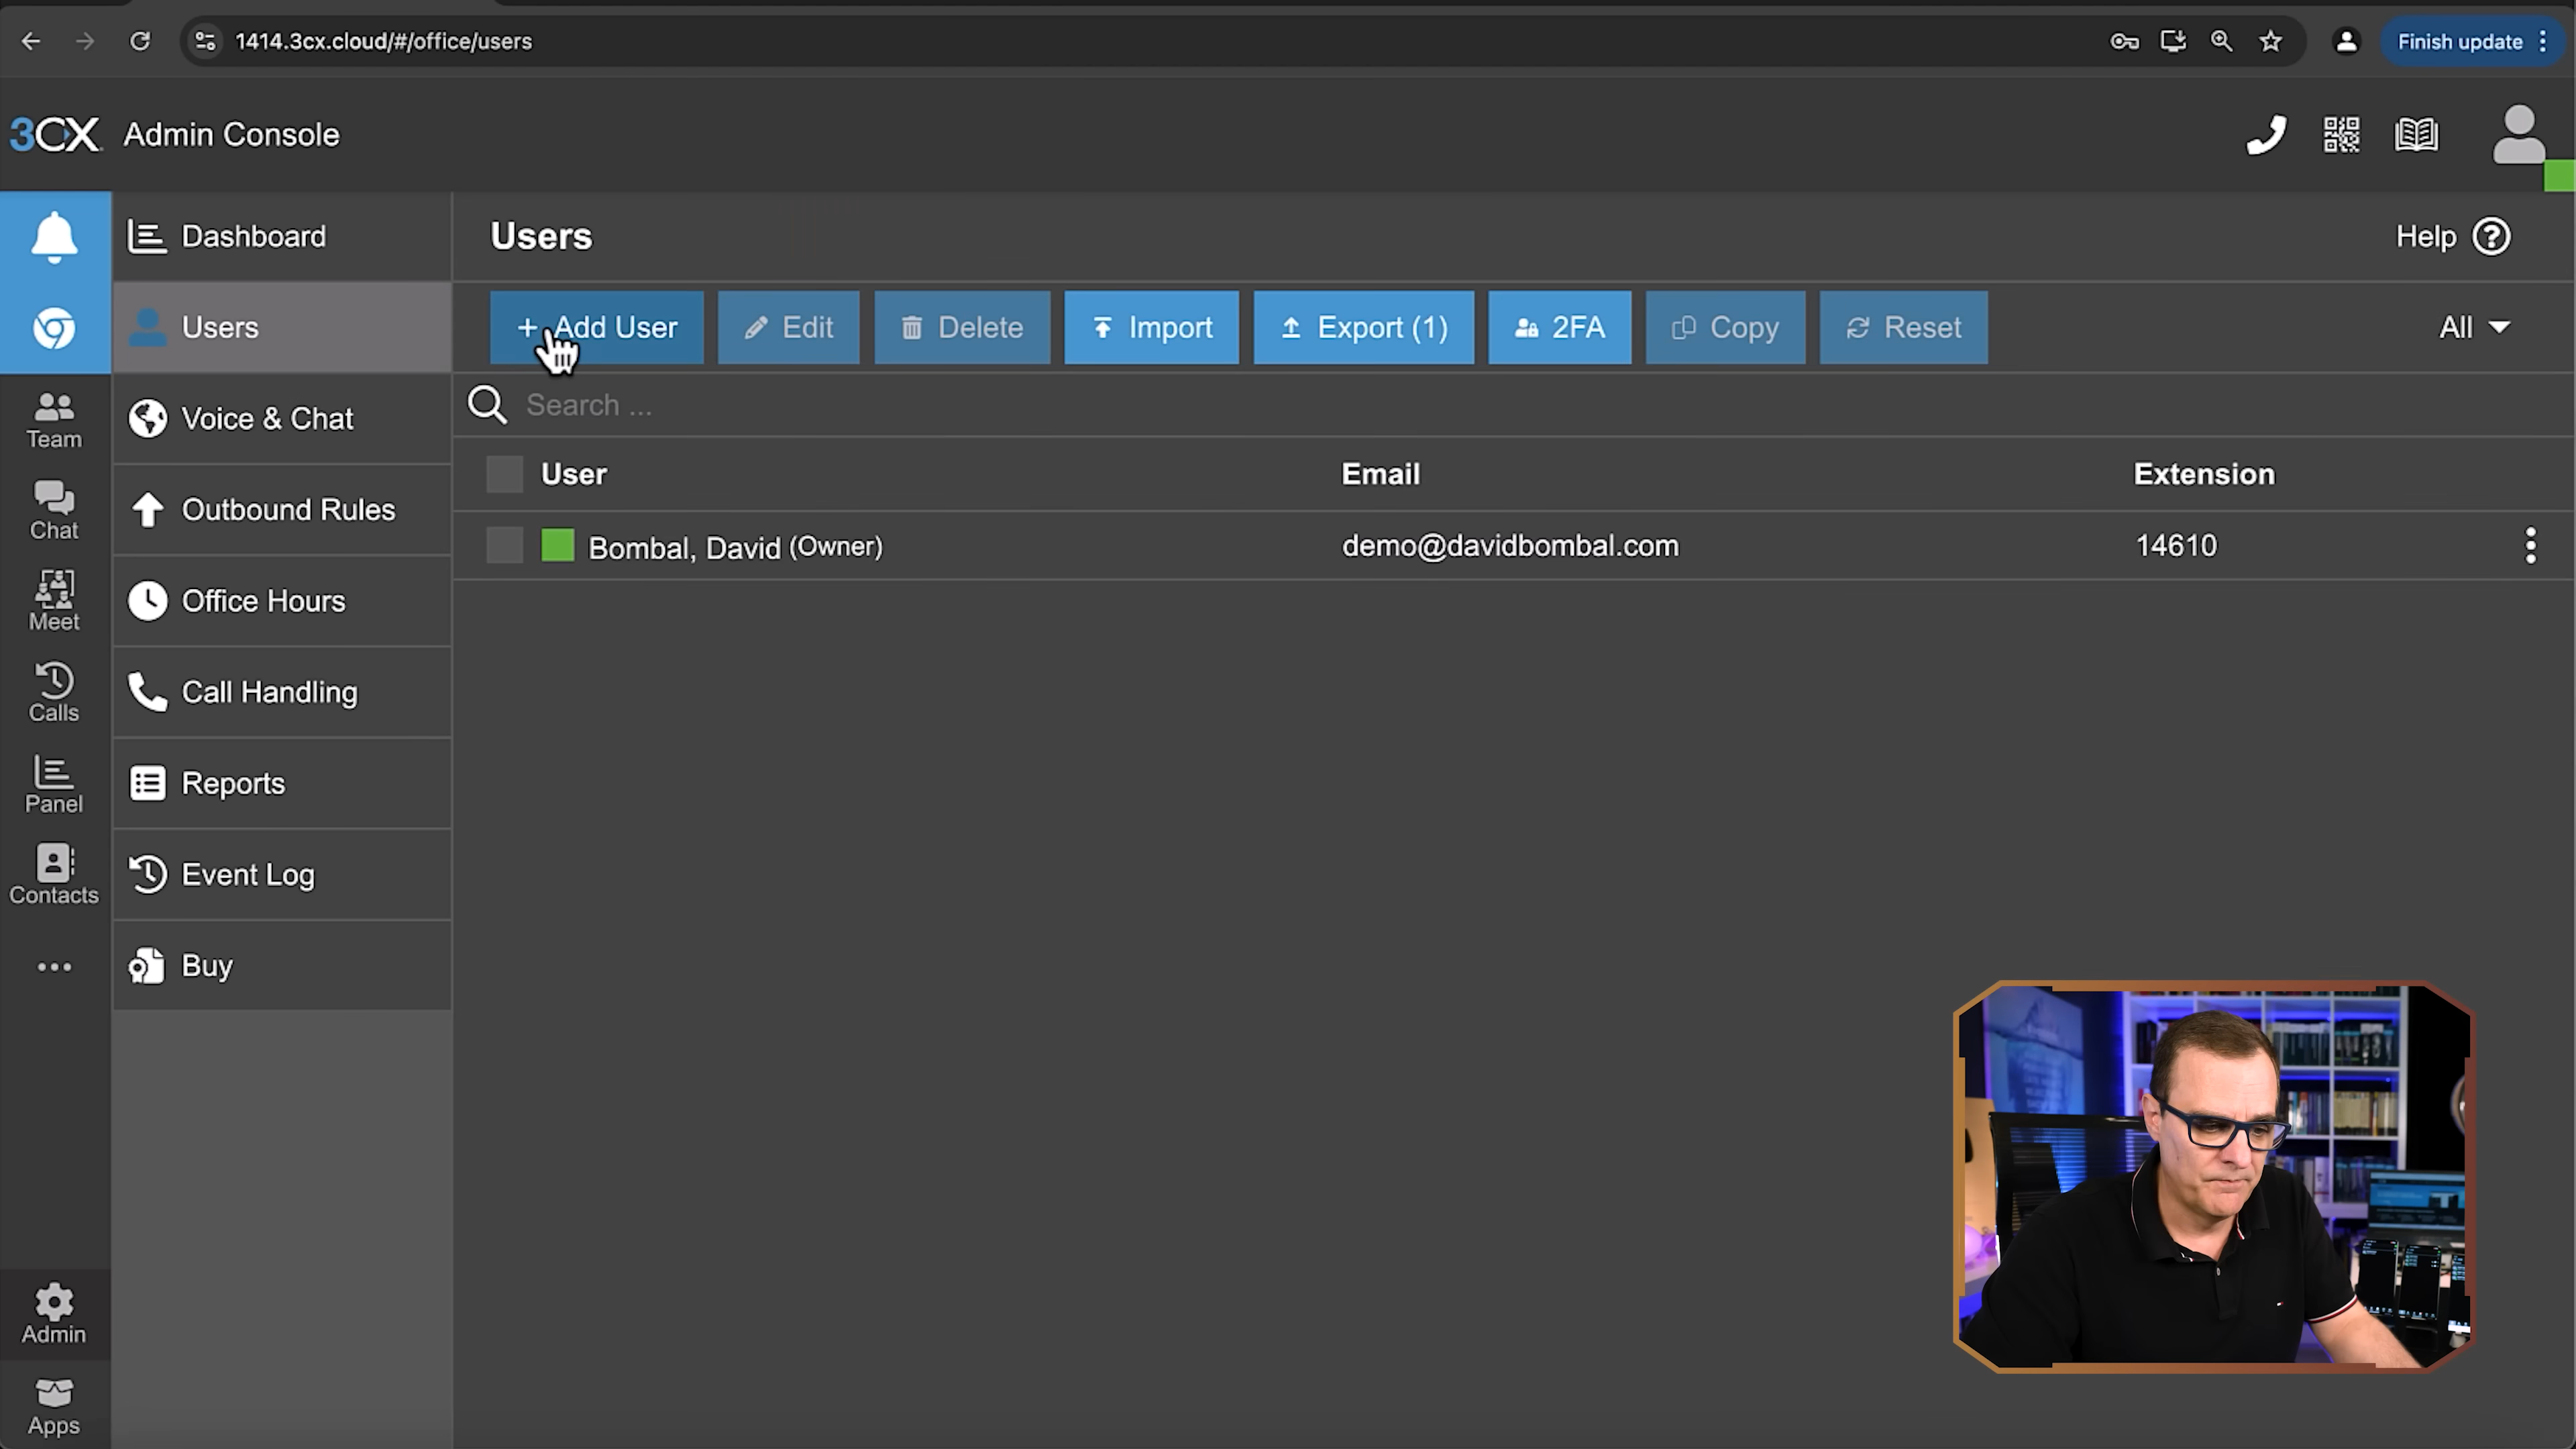 1414.3cx.cloud/#/office/users
Finish update
3CX Admin Console
Dashboard
Users
Voice & Chat
Outbound Rules
Office Hours
Call Handling
Reports
Event Log
Buy
Team
Chat
Meet
Calls
Panel
Contacts
Admin
Apps
Users
Help
+ Add User
Edit
Delete
Import
Export (1)
2FA
Copy
Reset
All
Search ...
User Email Extension
Bombal, David (Owner) demo@davidbombal.com 14610